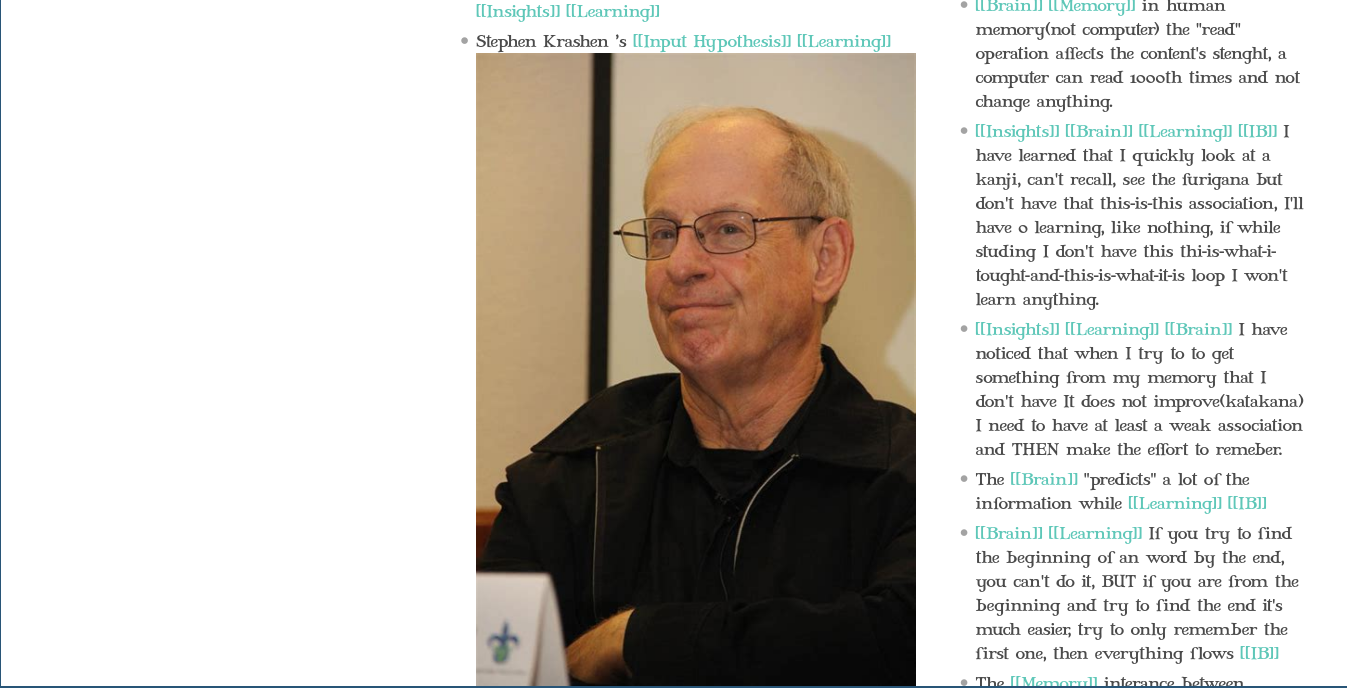 [[Insights]] [[Learning]]
Stephen Krashen 's [[Input Hypothesis]] [[Learning]]
[[Brain]] [[Memory]] in human
memory(not computer) the "read"
operation affects the content's stenght, a
computer can read 1000th times and not
change anything.
[[Insights]] [[Brain]] [[Learning]] [[IB]] I
have learned that I quickly look at a
kanji, can't recall, see the furigana but
don't have that this-is-this association, I'll
have 0 learning, like nothing, if while
studing I don't have this thi-is-what-i-
tought-and-this-is-what-it-is loop I won't
learn anything.
[[Insights]] [[Learning]] [[Brain]] I have
noticed that when I try to to get
something from my memory that I
don't have It does not improve(katakana)
I need to have at least a weak association
and THEN make the effort to remeber.
The [[Brain]] "predicts" a lot of the
information while [[Learning]] [[IB]]
[[Brain]] [[Learning]] If you try to find
the beginning of an word by the end,
you can't do it, BUT if you are from the
beginning and try to find the end it's
much easier, try to only remember the
first one, then everything flows [[IB]]
The [[Memory]] interance between